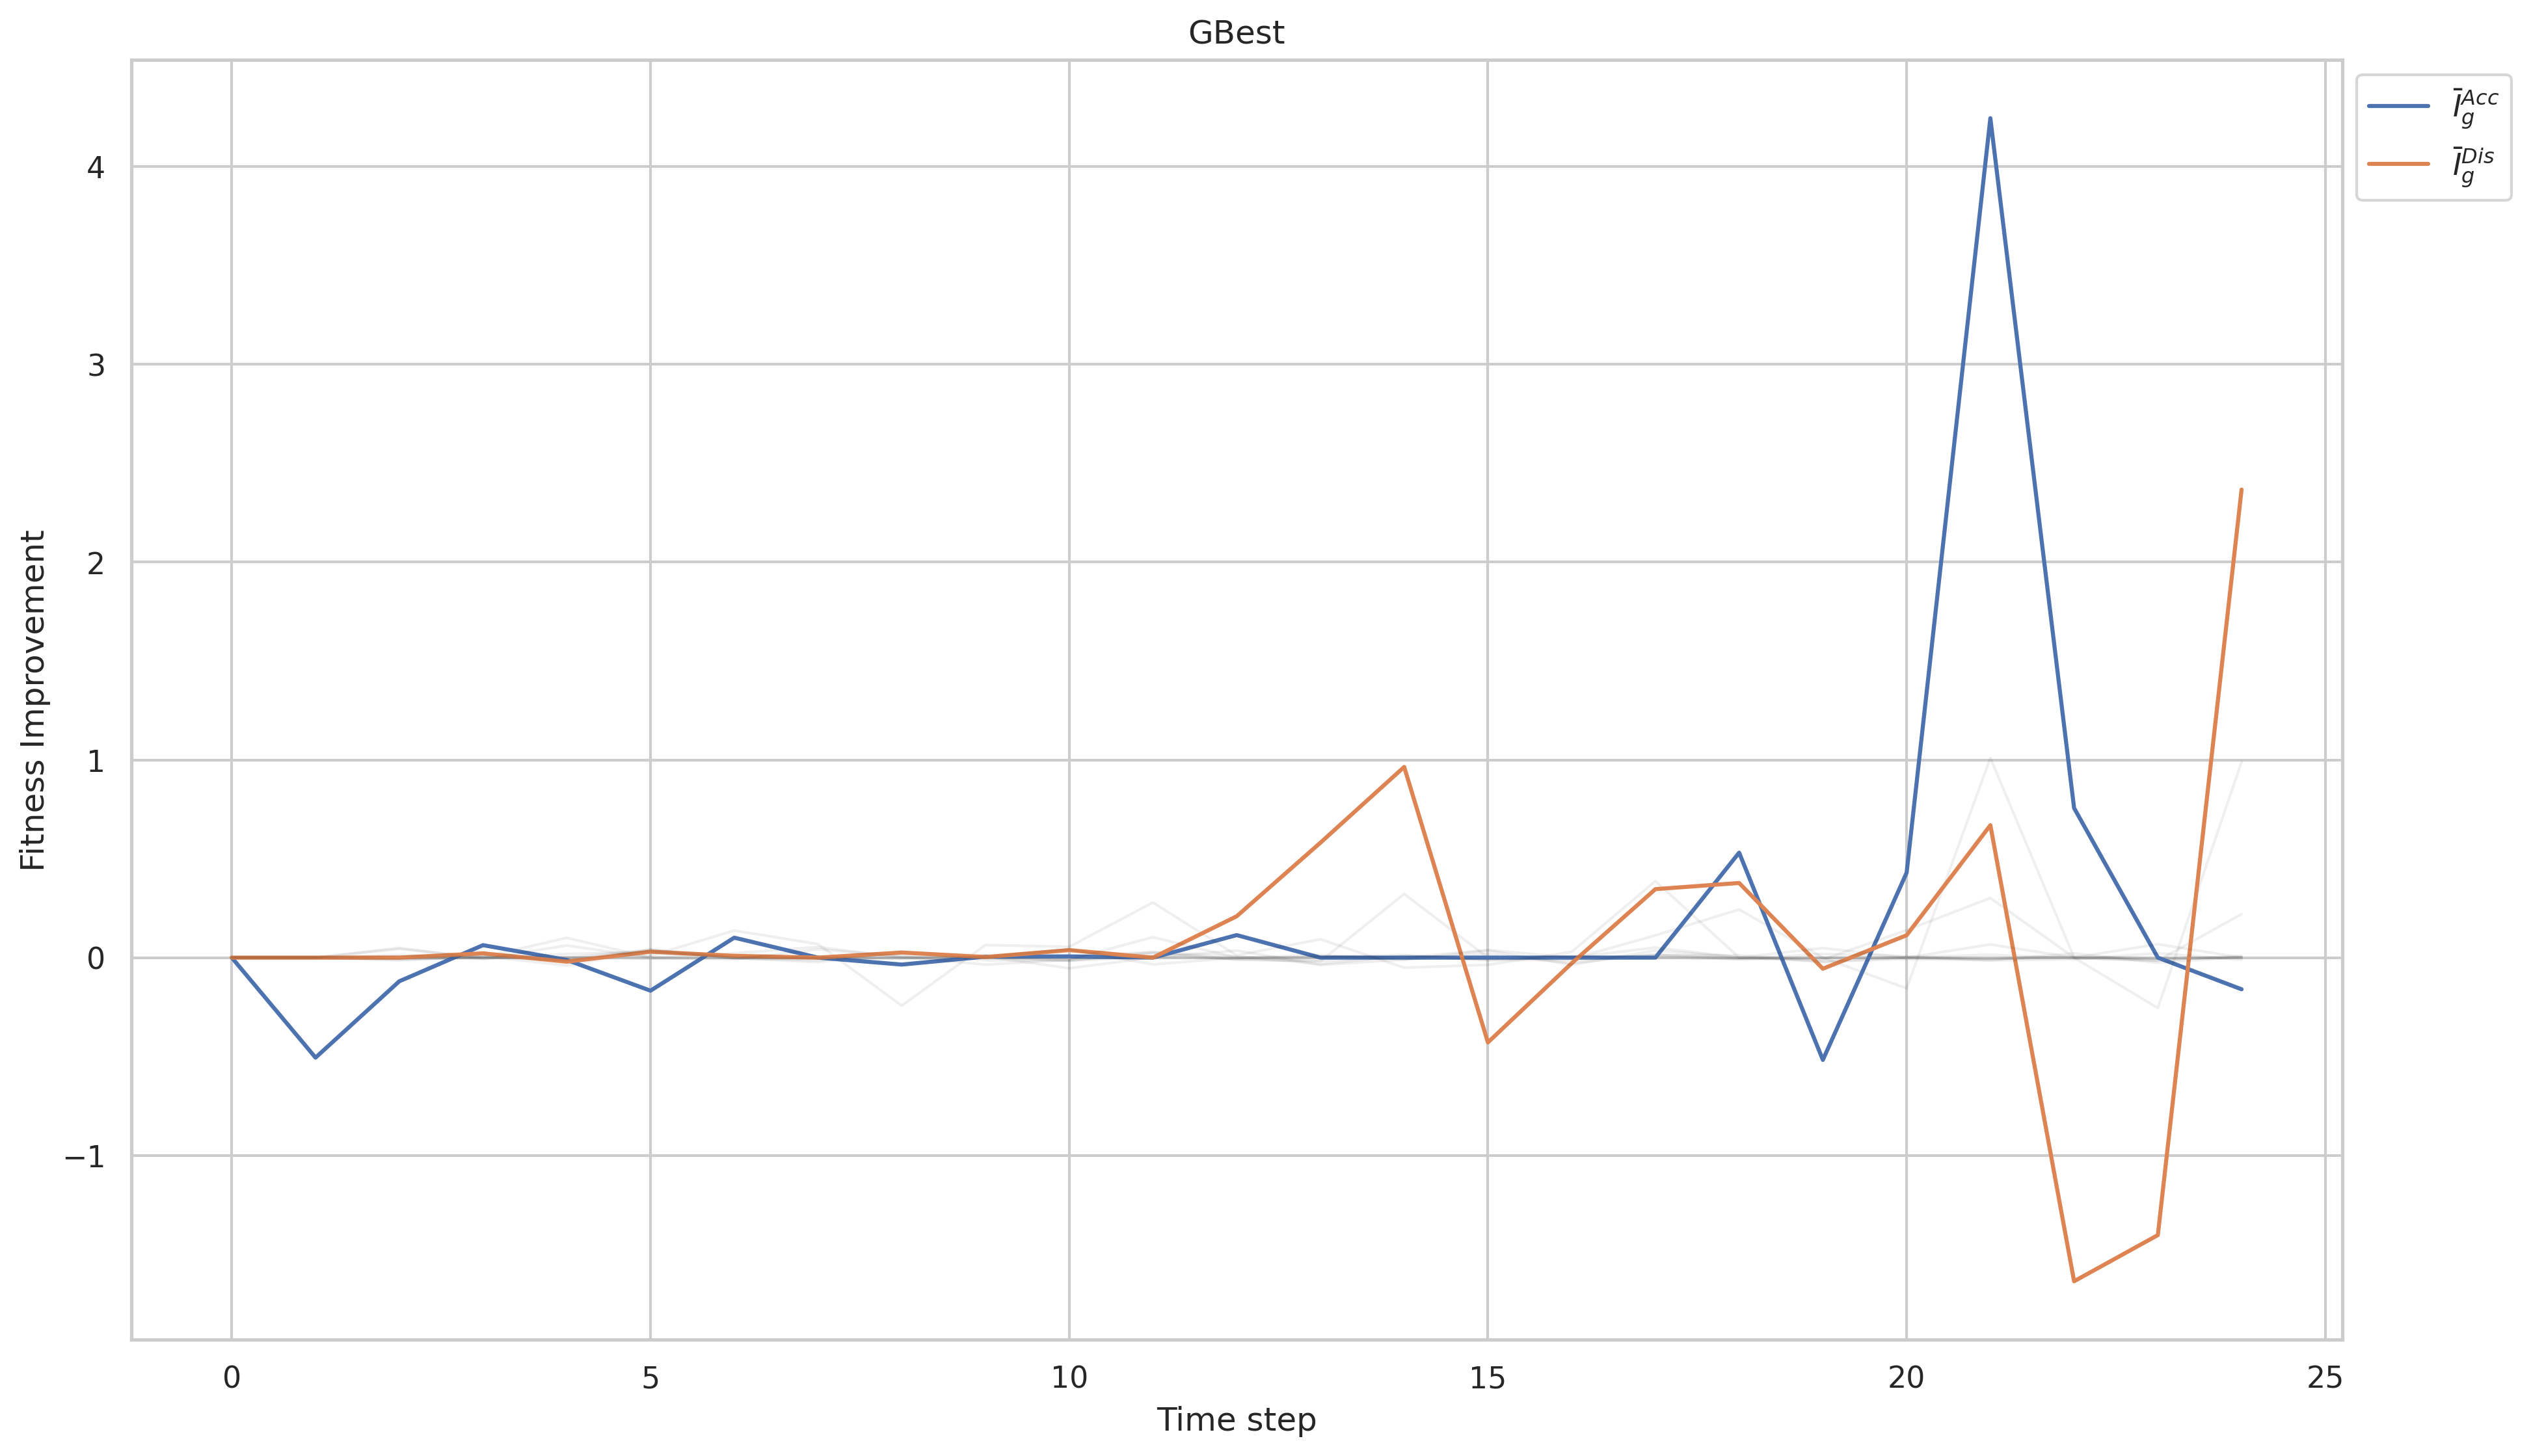 GBest
Fitness Improvement
4
3
2
1
0
−1
0 5 10 15 20 25
Time step
Ī_g^Acc
Ī_g^Dis